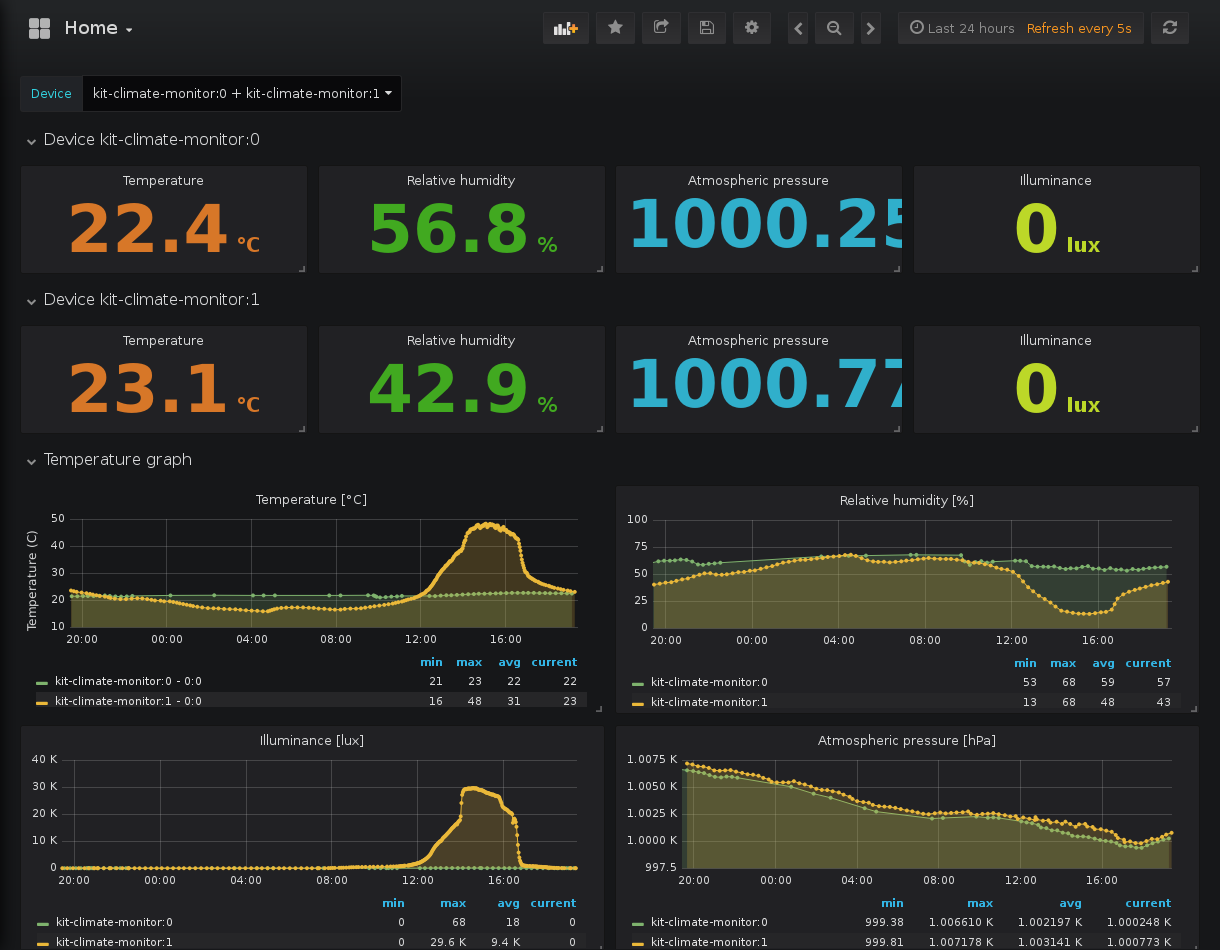 Home
Last 24 hours Refresh every 5s
Device kit-climate-monitor:0 + kit-climate-monitor:1
Device kit-climate-monitor:0
Temperature Relative humidity Atmospheric pressure Illuminance
22.4 °C 56.8 % 1000.25 0 lux
Device kit-climate-monitor:1
Temperature Relative humidity Atmospheric pressure Illuminance
23.1 °C 42.9 % 1000.77 0 lux
Temperature graph
Temperature [°C]
Temperature (C)
50
40
30
20
10
20:00 00:00 04:00 08:00 12:00 16:00
min max avg current
kit-climate-monitor:0 - 0:0 21 23 22 22
kit-climate-monitor:1 - 0:0 16 48 31 23
Relative humidity [%]
100
75
50
25
0
20:00 00:00 04:00 08:00 12:00 16:00
min max avg current
kit-climate-monitor:0 53 68 59 57
kit-climate-monitor:1 13 68 48 43
Illuminance [lux]
40 K
30 K
20 K
10 K
0
20:00 00:00 04:00 08:00 12:00 16:00
min max avg current
kit-climate-monitor:0 0 68 18 0
kit-climate-monitor:1 0 29.6 K 9.4 K 0
Atmospheric pressure [hPa]
1.0075 K
1.0050 K
1.0025 K
1.0000 K
997.5
20:00 00:00 04:00 08:00 12:00 16:00
min max avg current
kit-climate-monitor:0 999.38 1.006610 K 1.002197 K 1.000248 K
kit-climate-monitor:1 999.81 1.007178 K 1.003141 K 1.000773 K